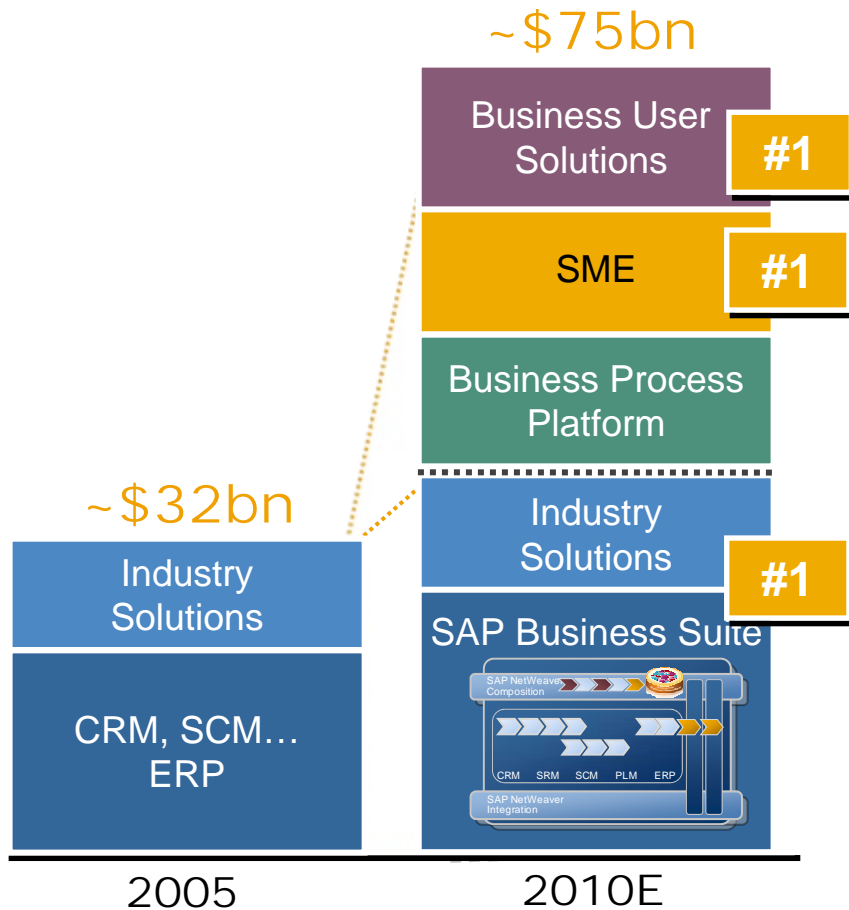 ~$75bn
Business User
Solutions
#1
SME
#1
Business Process
Platform
~$32bn
Industry
Solutions
Industry
Solutions
#1
SAP Business Suite
SAP NetWeaver
Composition
CRM, SCM…
ERP
CRM SRM SCM PLM ERP
SAP NetWeaver
Integration
2005
2010E